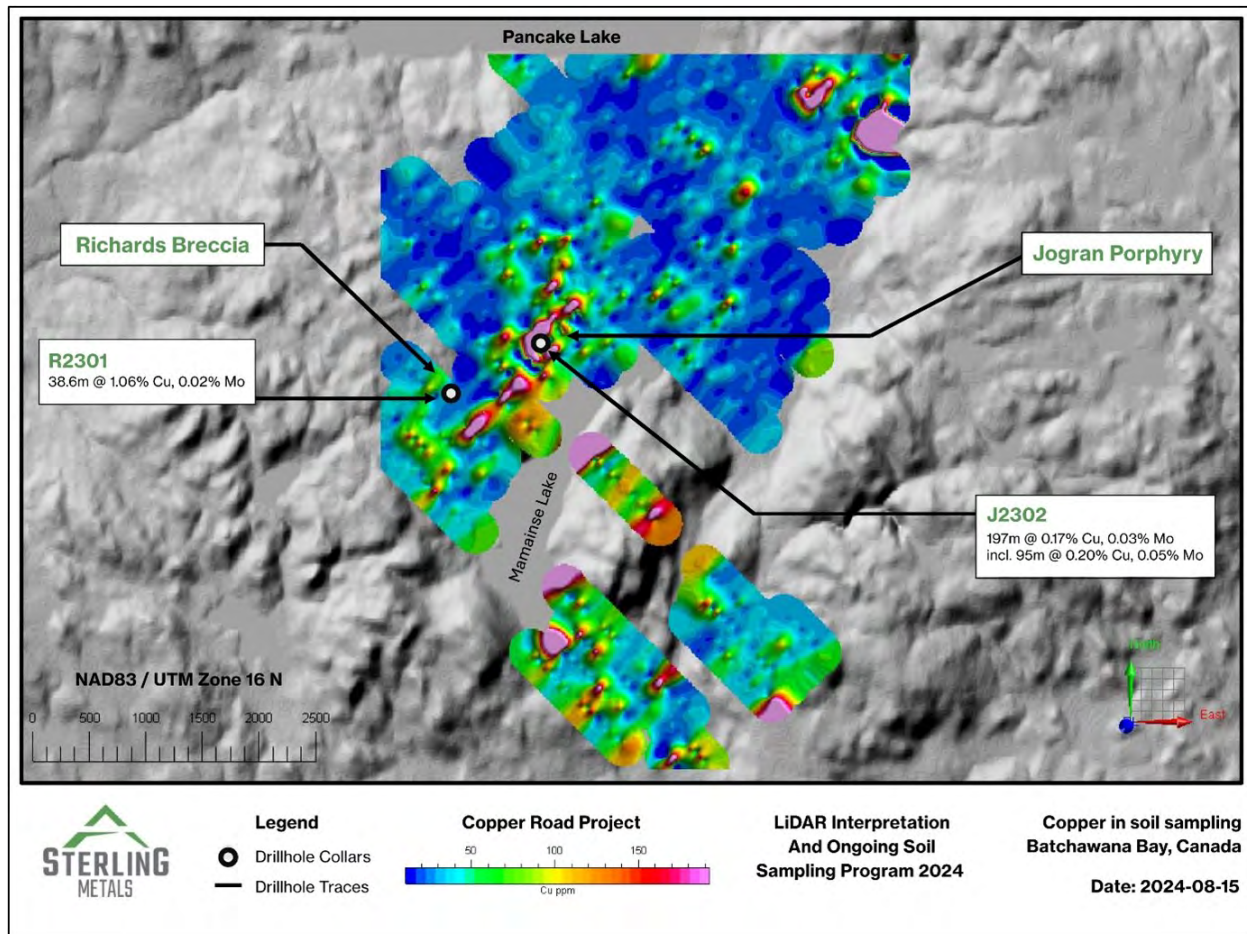 Pancake Lake
Richards Breccia
Jogran Porphyry
R2301
38.6m @ 1.06% Cu, 0.02% Mo
Mamainse Lake
J2302
197m @ 0.17% Cu, 0.03% Mo
incl. 95m @ 0.20% Cu, 0.05% Mo
NAD83 / UTM Zone 16 N
0 500 1000 1500 2000 2500
North
East
STERLING
METALS
Legend
Drillhole Collars
Drillhole Traces
Copper Road Project
50 100 150
Cu ppm
LiDAR Interpretation
And Ongoing Soil
Sampling Program 2024
Copper in soil sampling
Batchawana Bay, Canada
Date: 2024-08-15